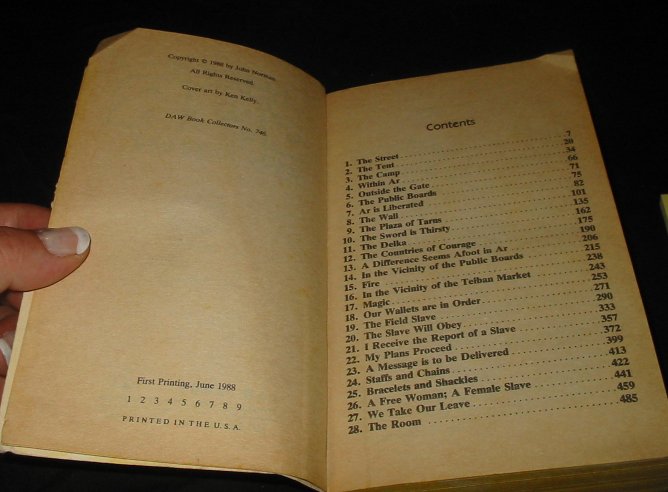 Copyright © 1988 by John Norman.
All Rights Reserved.
Cover art by Ken Kelly.
DAW Book Collectors No. 746.
First Printing, June 1988
1 2 3 4 5 6 7 8 9
PRINTED IN THE U.S.A.
Contents
1. The Street 7
2. The Tent 20
3. The Camp 34
4. Within Ar 66
5. Outside the Gate 71
6. The Public Boards 75
7. Ar is Liberated 82
8. The Wall 101
9. The Plaza of Tarns 135
10. The Sword is Thirsty 162
11. The Delka 175
12. The Countries of Courage 190
13. A Difference Seems Afoot in Ar 206
14. In the Vicinity of the Public Boards 215
15. Fire 238
16. In the Vicinity of the Teiban Market 243
17. Magic 253
18. Our Wallets are in Order 271
19. The Field Slave 290
20. The Slave Will Obey 333
21. I Receive the Report of a Slave 357
22. My Plans Proceed 372
23. A Message is to be Delivered 399
24. Staffs and Chains 413
25. Bracelets and Shackles 422
26. A Free Woman; A Female Slave 441
27. We Take Our Leave 459
28. The Room 485